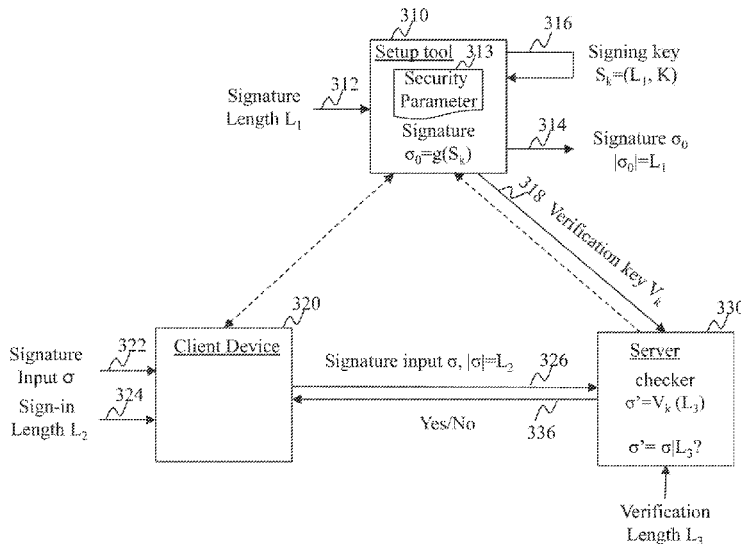 310
316
Setup tool
313
Security
Parameter
Signing key
Sₖ=(L₁, K)
312
Signature
Length L₁
Signature
σ₀=g(Sₖ)
314
Signature σ₀
|σ₀|=L₁
318
Verification key Vₖ
320
Client Device
322
Signature
Input σ
324
Sign-in
Length L₂
Signature input σ, |σ|=L₂
326
336
Yes/No
330
Server
checker
σ'=Vₖ (L₃)
σ'= σ|L₃?
Verification
Length L₃